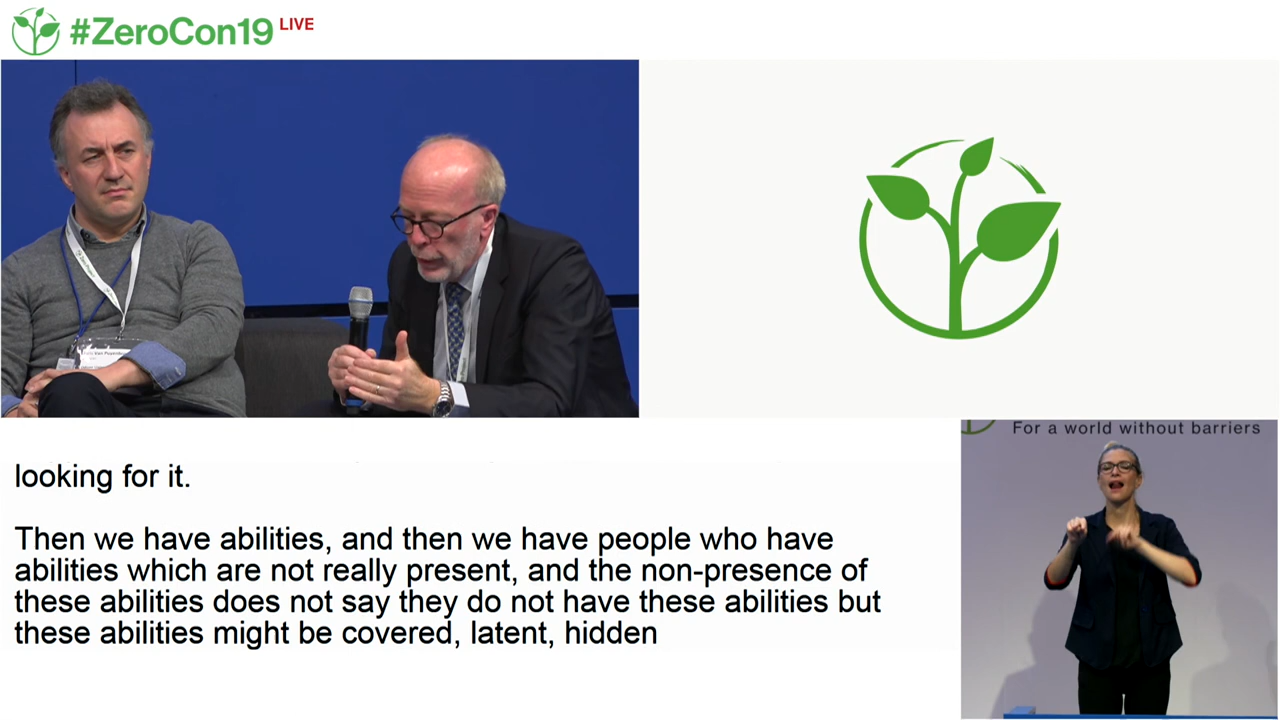 #ZeroCon19 LIVE
For a world without barriers
looking for it.
Then we have abilities, and then we have people who have
abilities which are not really present, and the non-presence of
these abilities does not say they do not have these abilities but
these abilities might be covered, latent, hidden